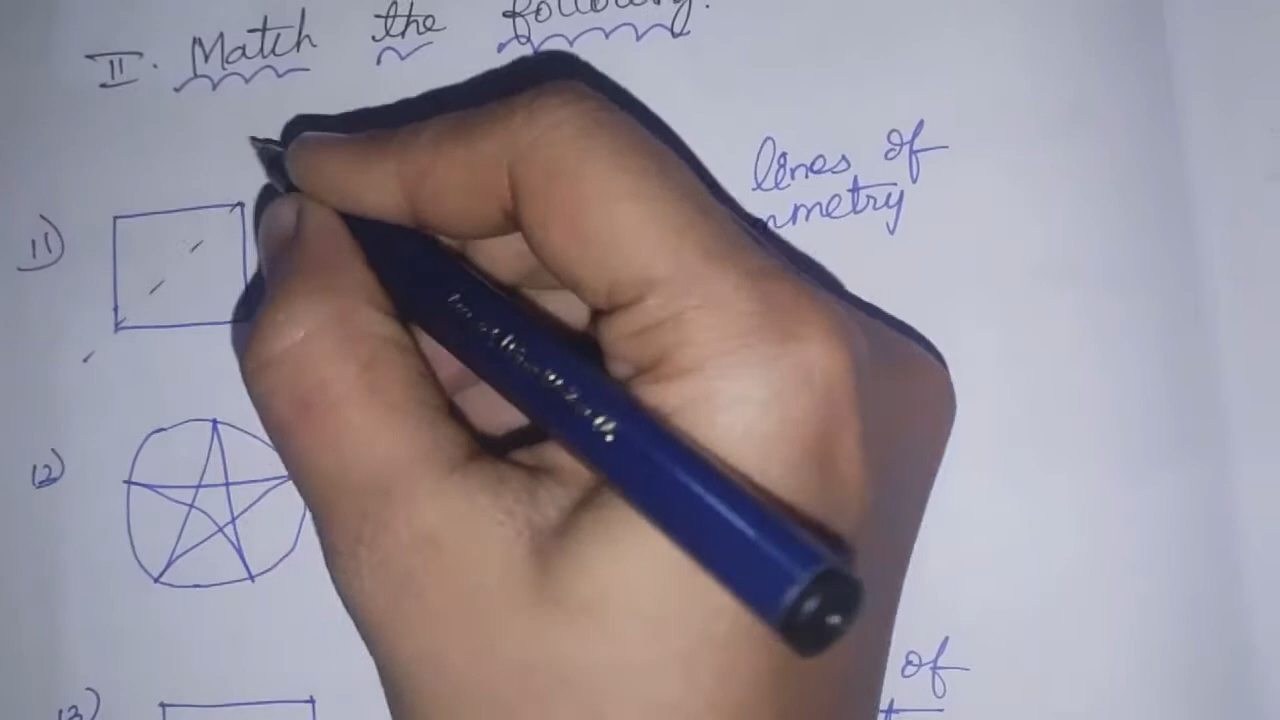 II. Match the following.
lines of
mmetry
11)
12)
of
13)